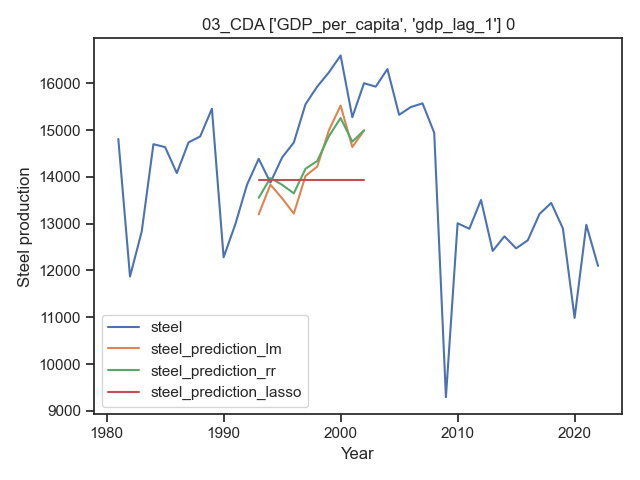 03_CDA ['GDP_per_capita', 'gdp_lag_1'] 0
16000
15000
14000
13000
12000
11000
10000
9000
Steel production
steel
steel_prediction_lm
steel_prediction_rr
steel_prediction_lasso
1980
1990
2000
2010
2020
Year